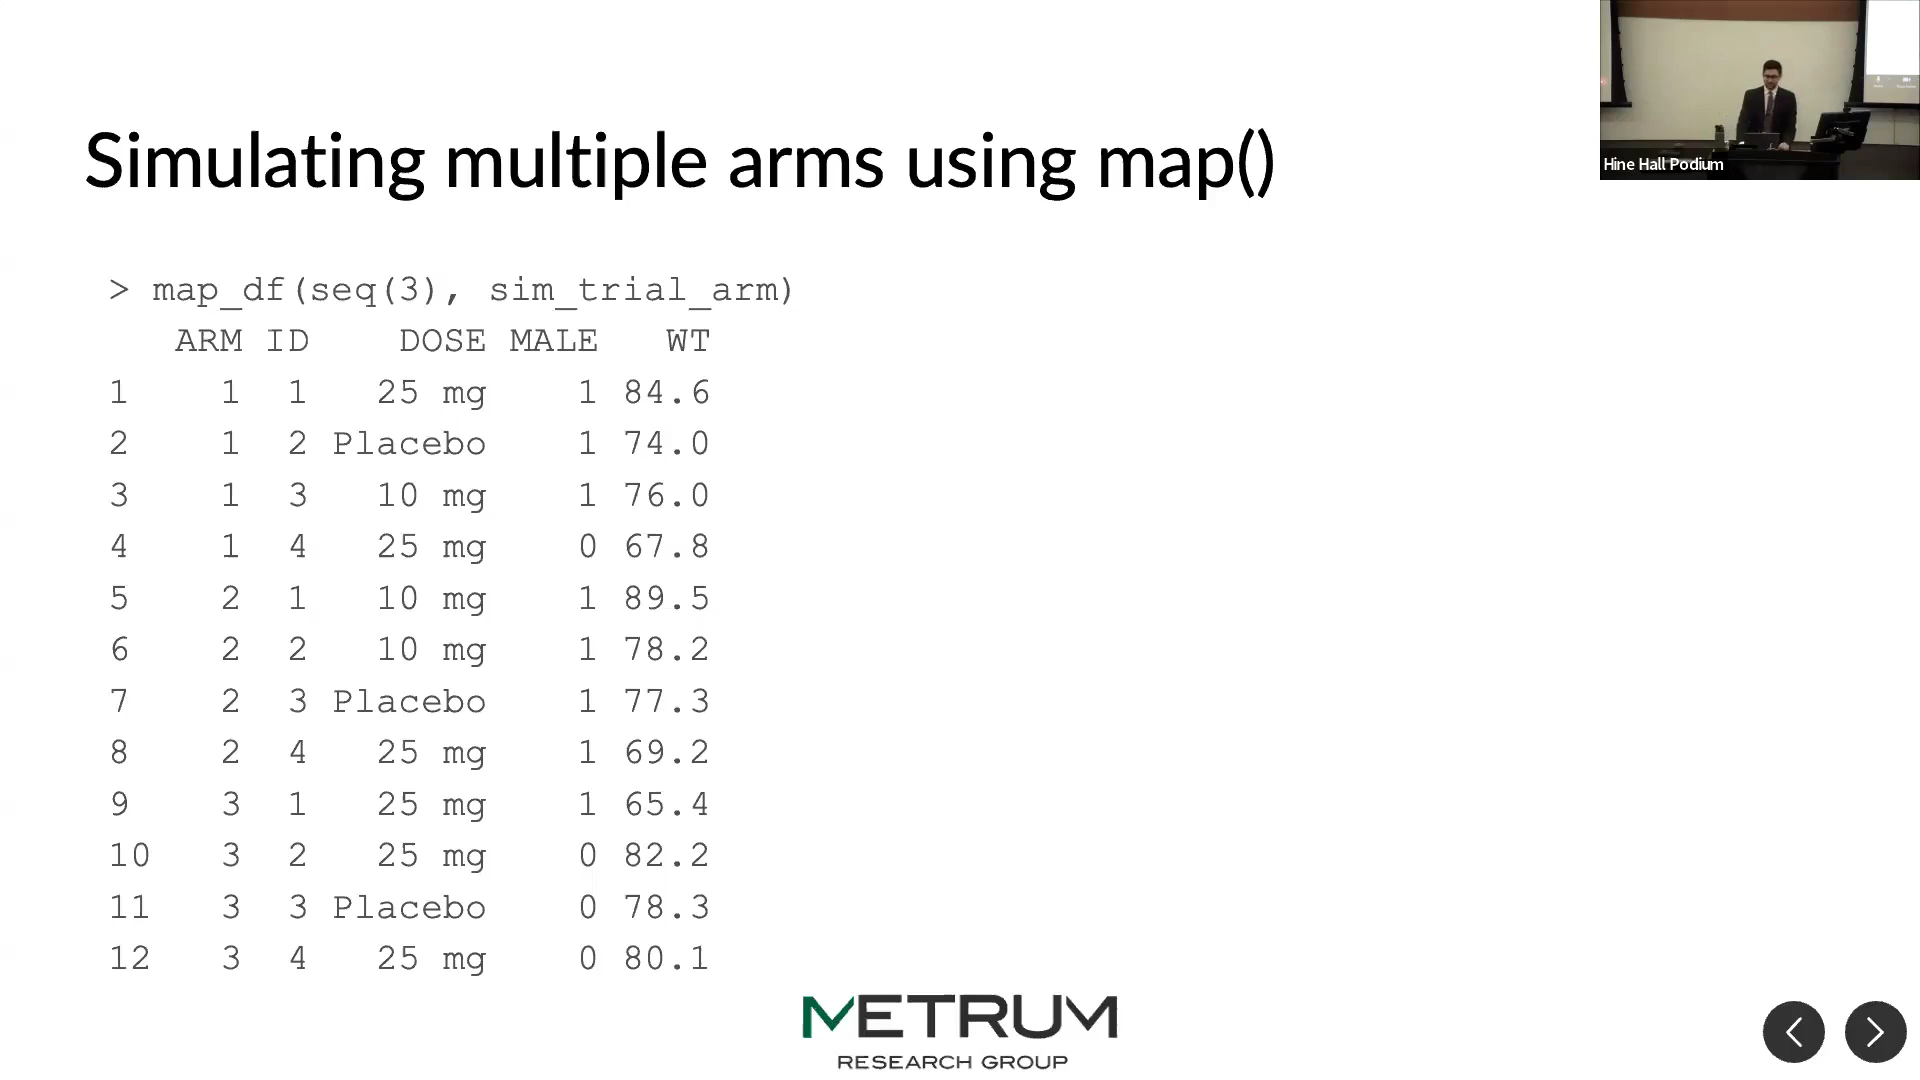 Simulating multiple arms using map()
Hine Hall Podium
> map_df(seq(3), sim_trial_arm)
ARM ID DOSE MALE WT
1 1 1 25 mg 1 84.6
2 1 2 Placebo 1 74.0
3 1 3 10 mg 1 76.0
4 1 4 25 mg 0 67.8
5 2 1 10 mg 1 89.5
6 2 2 10 mg 1 78.2
7 2 3 Placebo 1 77.3
8 2 4 25 mg 1 69.2
9 3 1 25 mg 1 65.4
10 3 2 25 mg 0 82.2
11 3 3 Placebo 0 78.3
12 3 4 25 mg 0 80.1
METRUM
RESEARCH GROUP